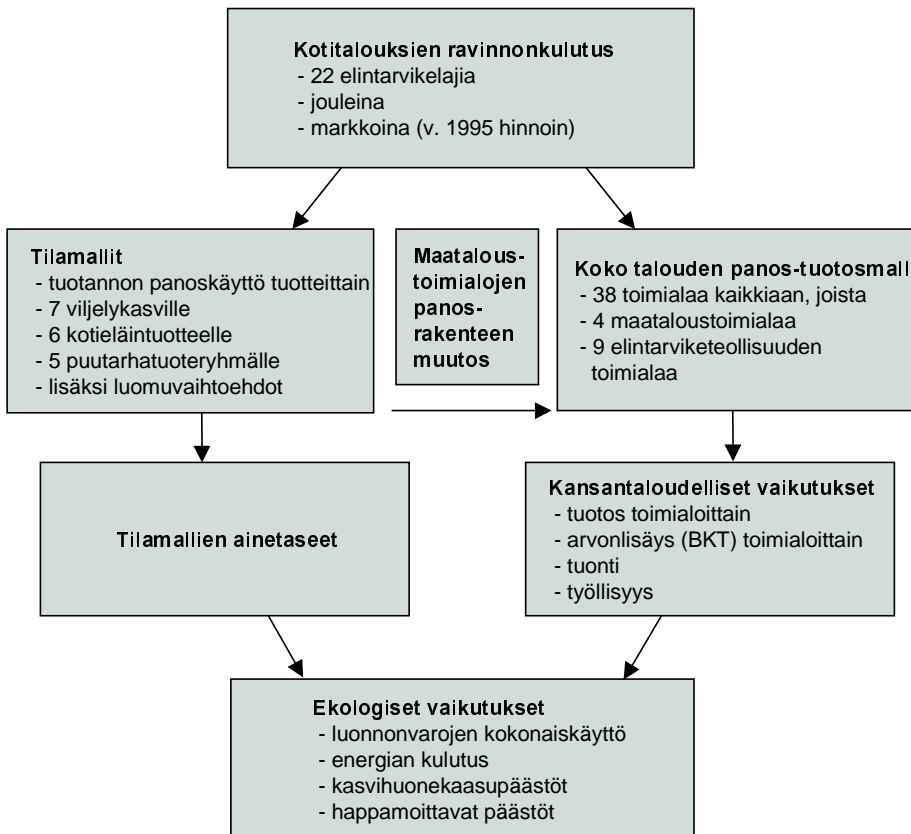 Kotitalouksien ravinnonkulutus
- 22 elintarvikelajia
- jouleina
- markkoina (v. 1995 hinnoin)
Tilamallit
- tuotannon panoskäyttö tuotteittain
- 7 viljelykasville
- 6 kotieläintuotteelle
- 5 puutarhatuoteryhmälle
- lisäksi luomuvaihtoehdot
Maatalous-
toimialojen
panos-
rakenteen
muutos
Koko talouden panos-tuotosmall
- 38 toimialaa kaikkiaan, joista
- 4 maataloustoimialaa
- 9 elintarviketeollisuuden
toimialaa
Tilamallien ainetaseet
Kansantaloudelliset vaikutukset
- tuotos toimialoittain
- arvonlisäys (BKT) toimialoittain
- tuonti
- työllisyys
Ekologiset vaikutukset
- luonnonvarojen kokonaiskäyttö
- energian kulutus
- kasvihuonekaasupäästöt
- happamoittavat päästöt